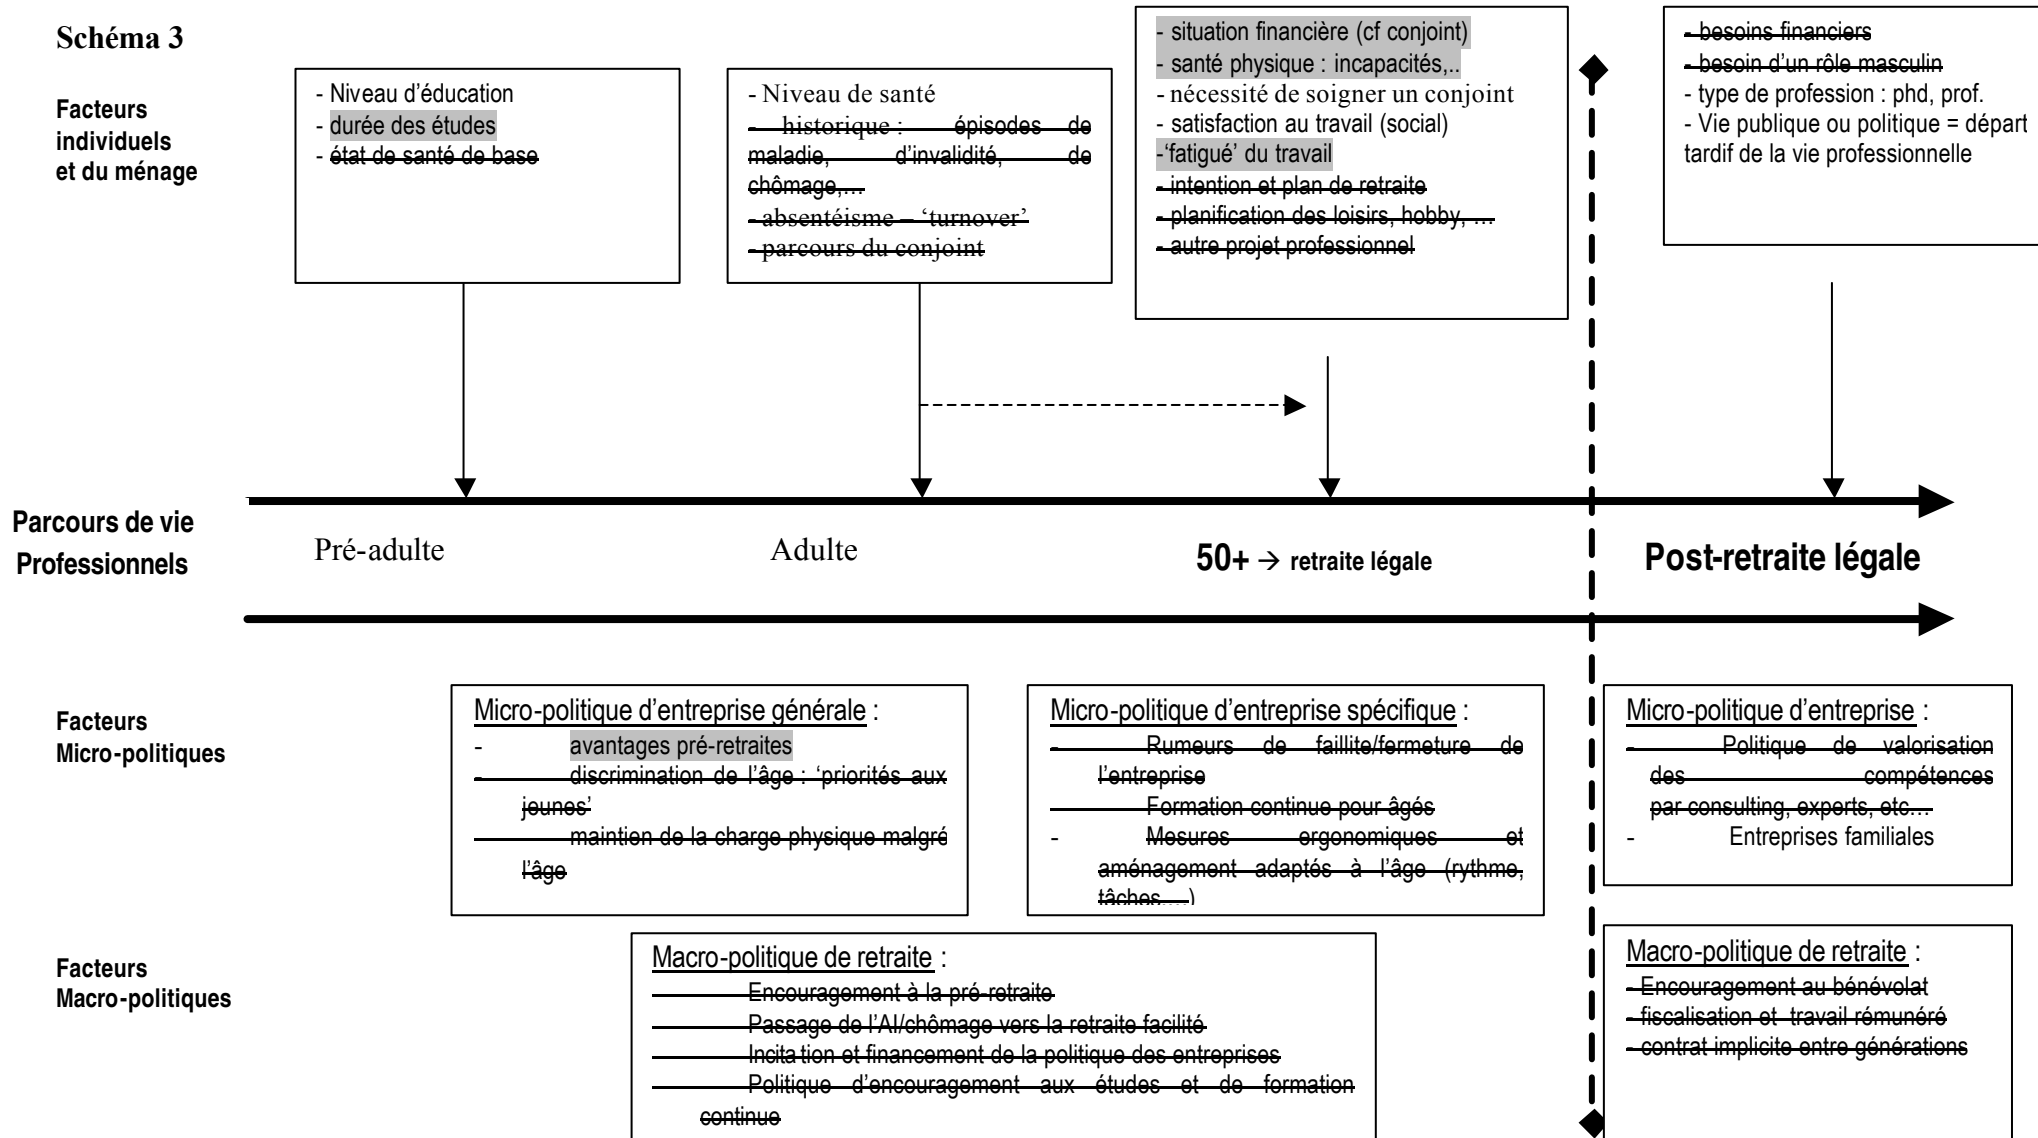 Schéma 3
Facteurs
individuels
et du ménage
- Niveau d’éducation
- durée des études
- état de santé de base
- Niveau de santé
- historique : épisodes de
maladie, d’invalidité, de
chômage,…
- absentéisme – ‘turnover’
- parcours du conjoint
- situation financière (cf conjoint)
- santé physique : incapacités,..
- nécessité de soigner un conjoint
- satisfaction au travail (social)
-‘fatigué’ du travail
- intention et plan de retraite
- planification des loisirs, hobby, …
- autre projet professionnel
- besoins financiers
- besoin d’un rôle masculin
- type de profession : phd, prof.
- Vie publique ou politique = départ
tardif de la vie professionnelle
Parcours de vie
Professionnels
Pré-adulte
Adulte
50+ → retraite légale
Post-retraite légale
Facteurs
Micro-politiques
Micro-politique d’entreprise générale :
- avantages pré-retraites
- discrimination de l’âge : ‘priorités aux
jeunes’
- maintien de la charge physique malgré
l’âge
Micro-politique d’entreprise spécifique :
- Rumeurs de faillite/fermeture de
l’entreprise
- Formation continue pour âgés
- Mesures ergonomiques et
aménagement adaptés à l’âge (rythme,
tâches,…)
Micro-politique d’entreprise :
- Politique de valorisation
des compétences
par consulting, experts, etc…
- Entreprises familiales
Facteurs
Macro-politiques
Macro-politique de retraite :
- Encouragement à la pré-retraite
- Passage de l’AI/chômage vers la retraite facilité
- Incitation et financement de la politique des entreprises
- Politique d’encouragement aux études et de formation
continue
Macro-politique de retraite :
- Encouragement au bénévolat
- fiscalisation et travail rémunéré
- contrat implicite entre générations